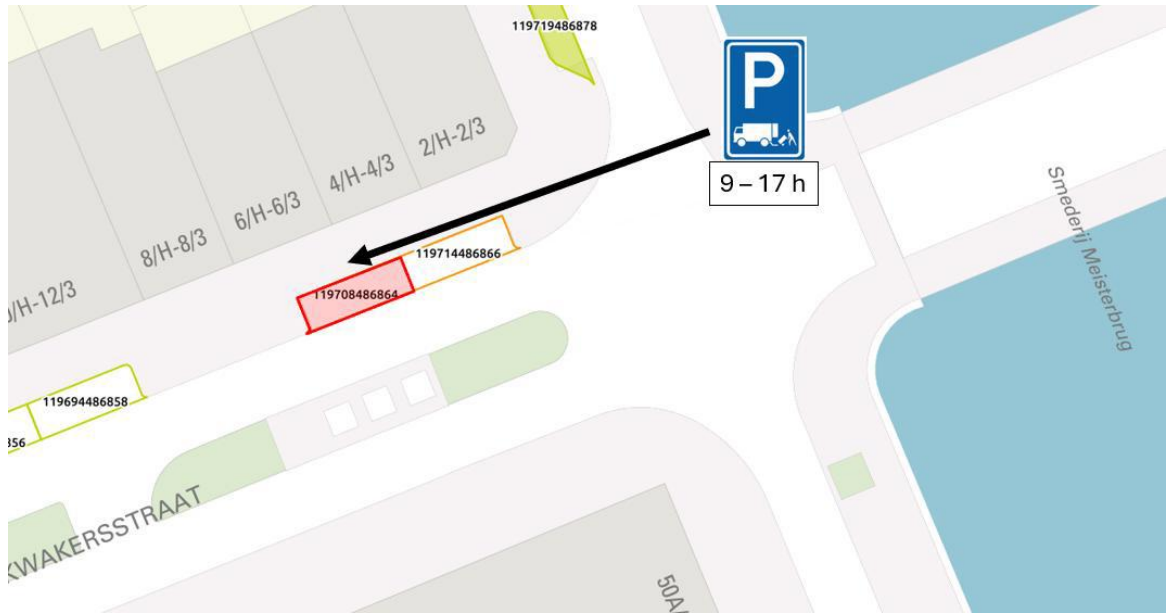 119719486878
P
9 – 17 h
2/H-2/3
4/H-4/3
6/H-6/3
8/H-8/3
/H-12/3
119714486866
119708486864
119694486858
356
Smederij Meisterbrug
KWAKERSSTRAAT
50A